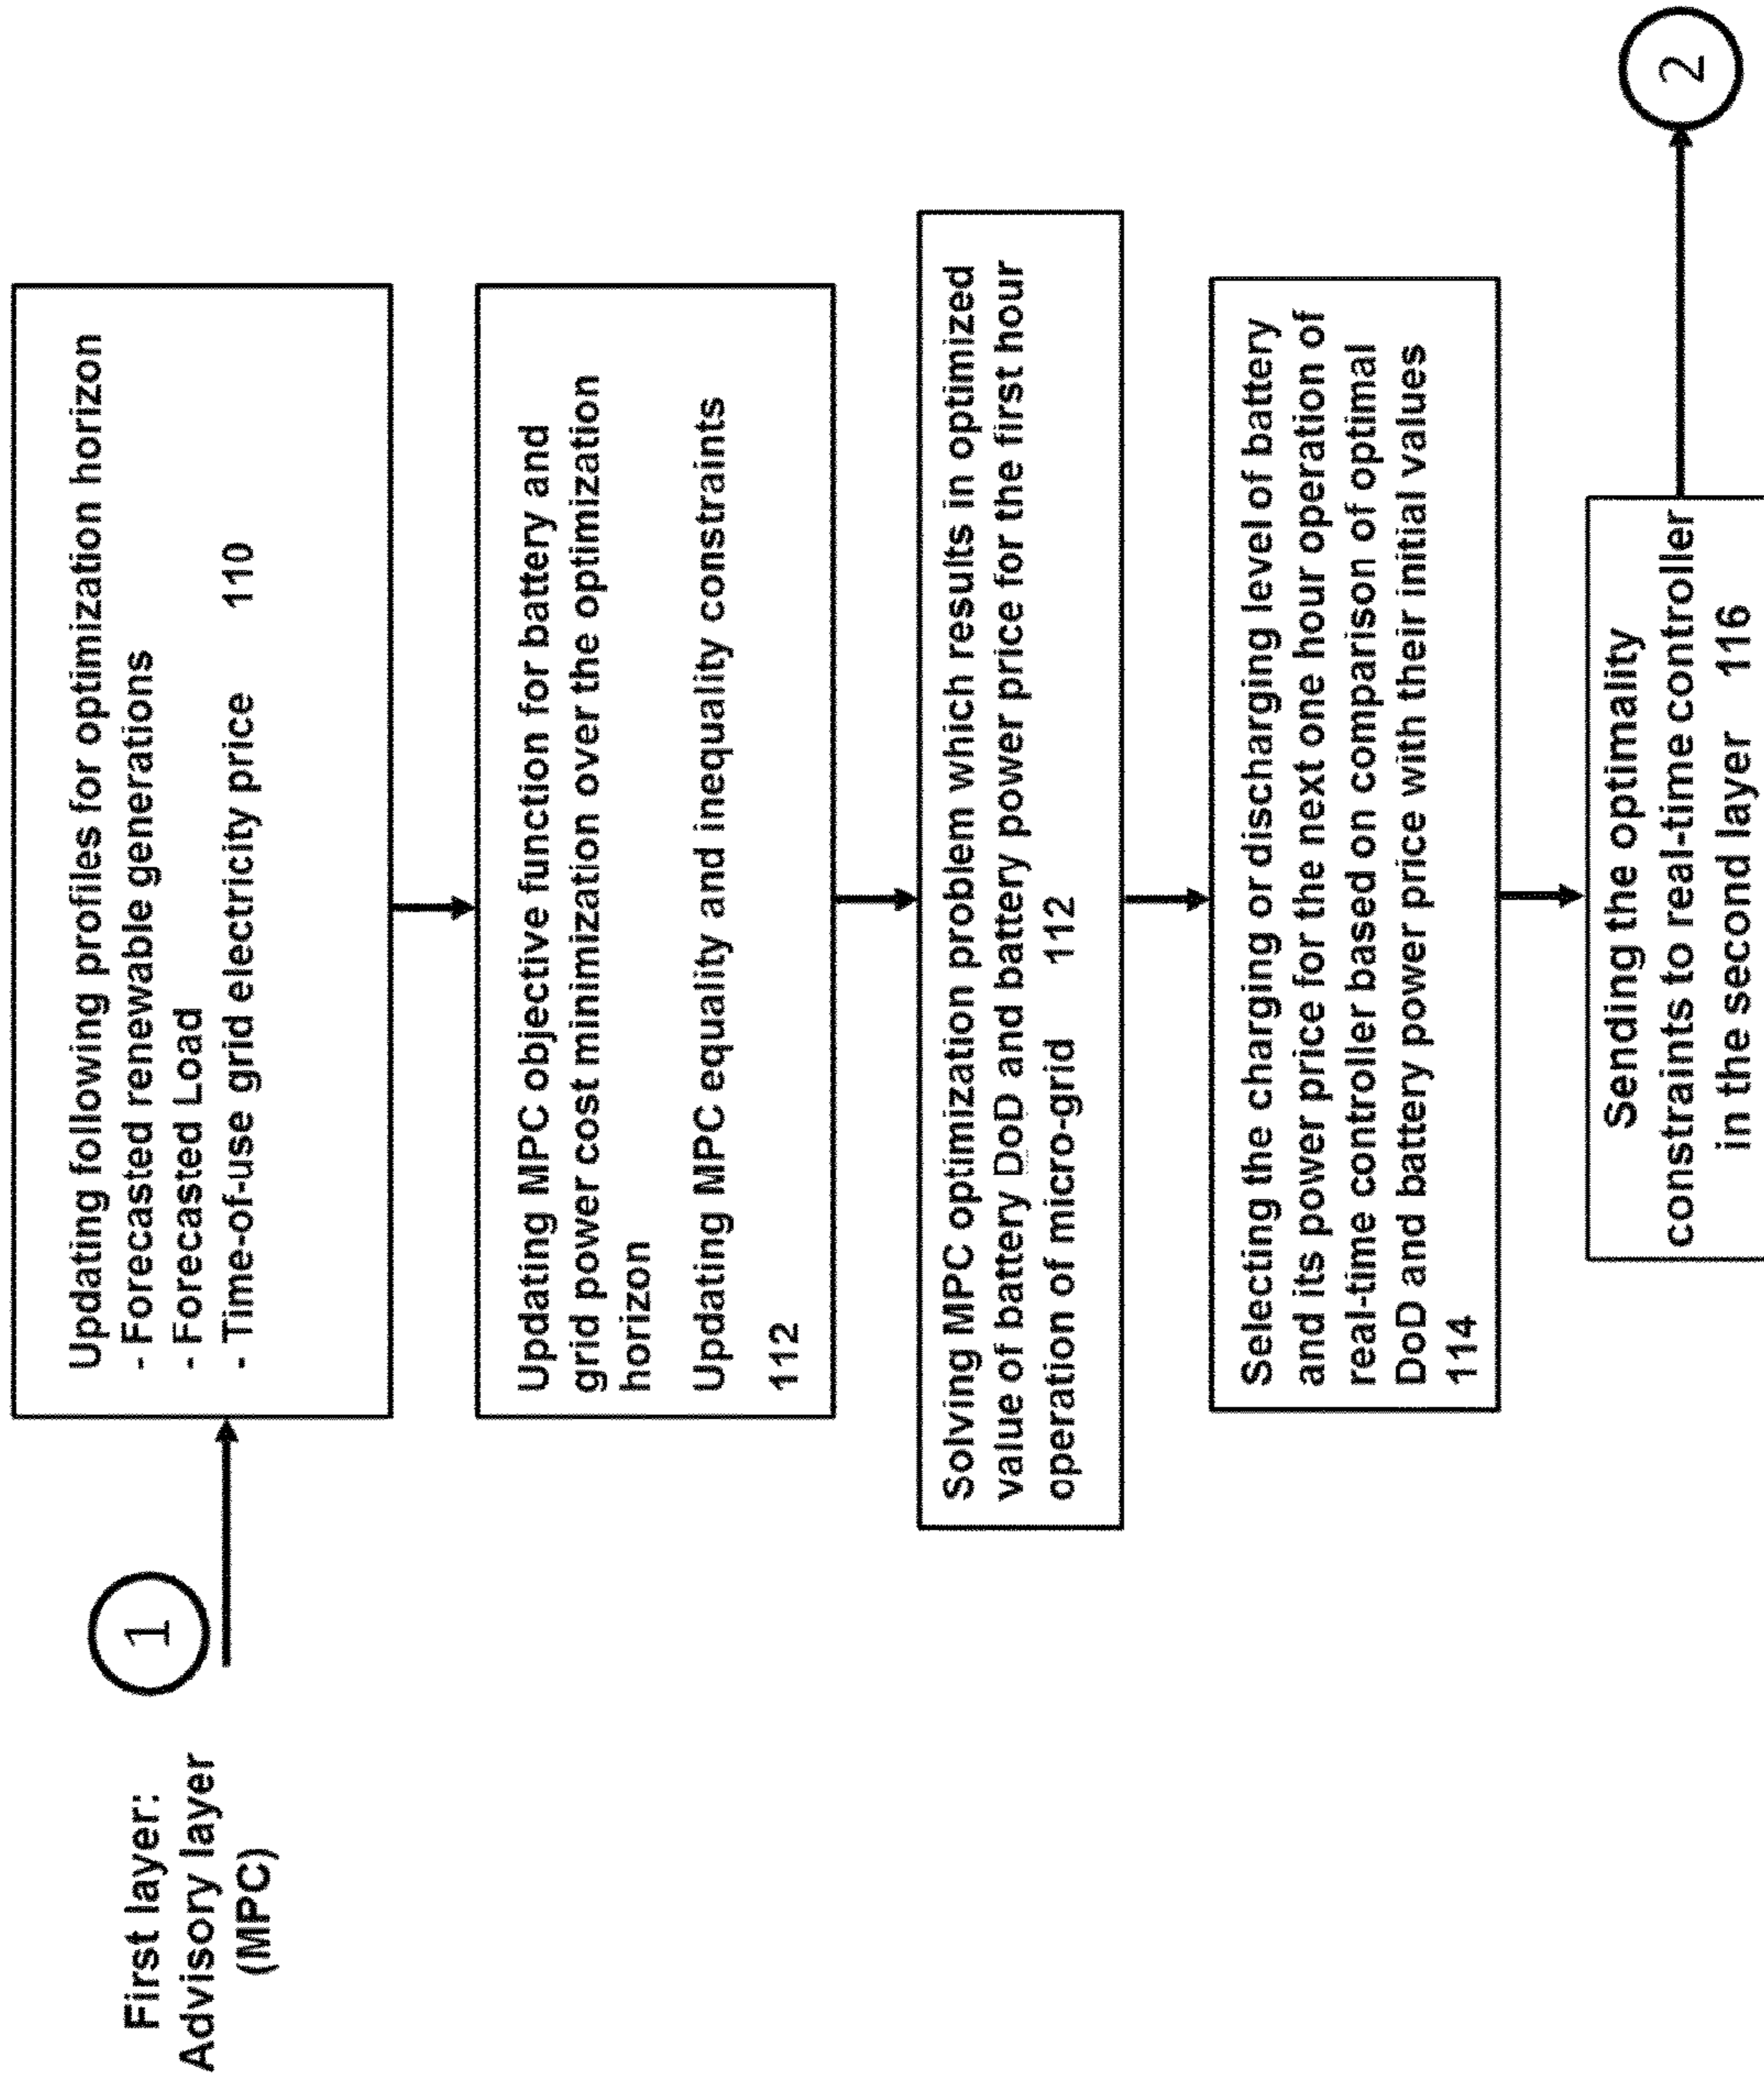 First layer:
Advisory layer
(MPC)
1
Updating following profiles for optimization horizon
- Forecasted renewable generations
- Forecasted Load
- Time-of-use grid electricity price 110
Updating MPC objective function for battery and
grid power cost minimization over the optimization
horizon
Updating MPC equality and inequality constraints
112
Solving MPC optimization problem which results in optimized
value of battery DoD and battery power price for the first hour
operation of micro-grid 112
Selecting the charging or discharging level of battery
and its power price for the next one hour operation of
real-time controller based on comparison of optimal
DoD and battery power price with their initial values
114
Sending the optimality
constraints to real-time controller
in the second layer 116
2